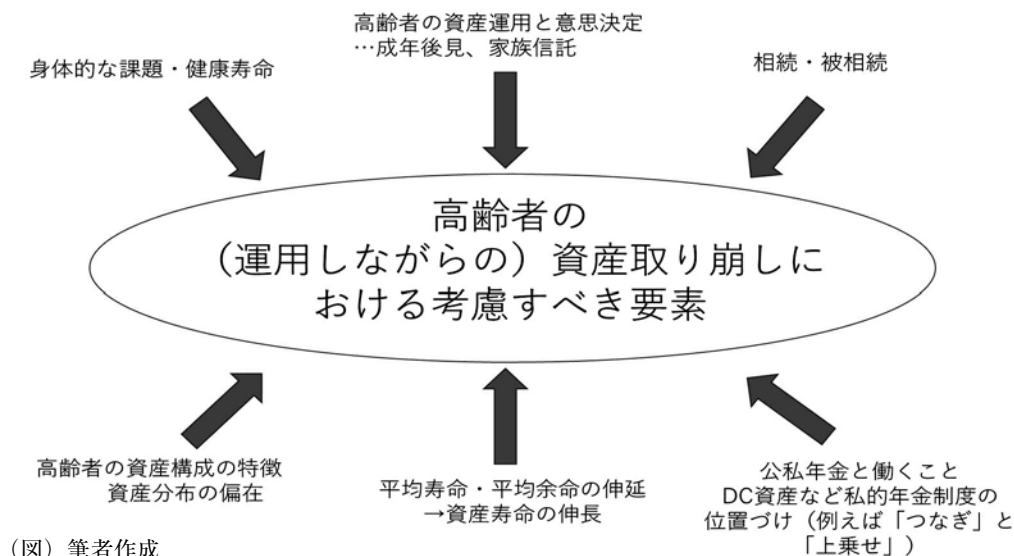 高齢者の資産運用と意思決定
…成年後見、家族信託
身体的な課題・健康寿命
相続・被相続
高齢者の
（運用しながらの）資産取り崩しに
おける考慮すべき要素
高齢者の資産構成の特徴
資産分布の偏在
平均寿命・平均余命の伸延
→資産寿命の伸長
公私年金と働くこと
DC資産など私的年金制度の
位置づけ（例えば「つなぎ」と
「上乗せ」）
（図）筆者作成